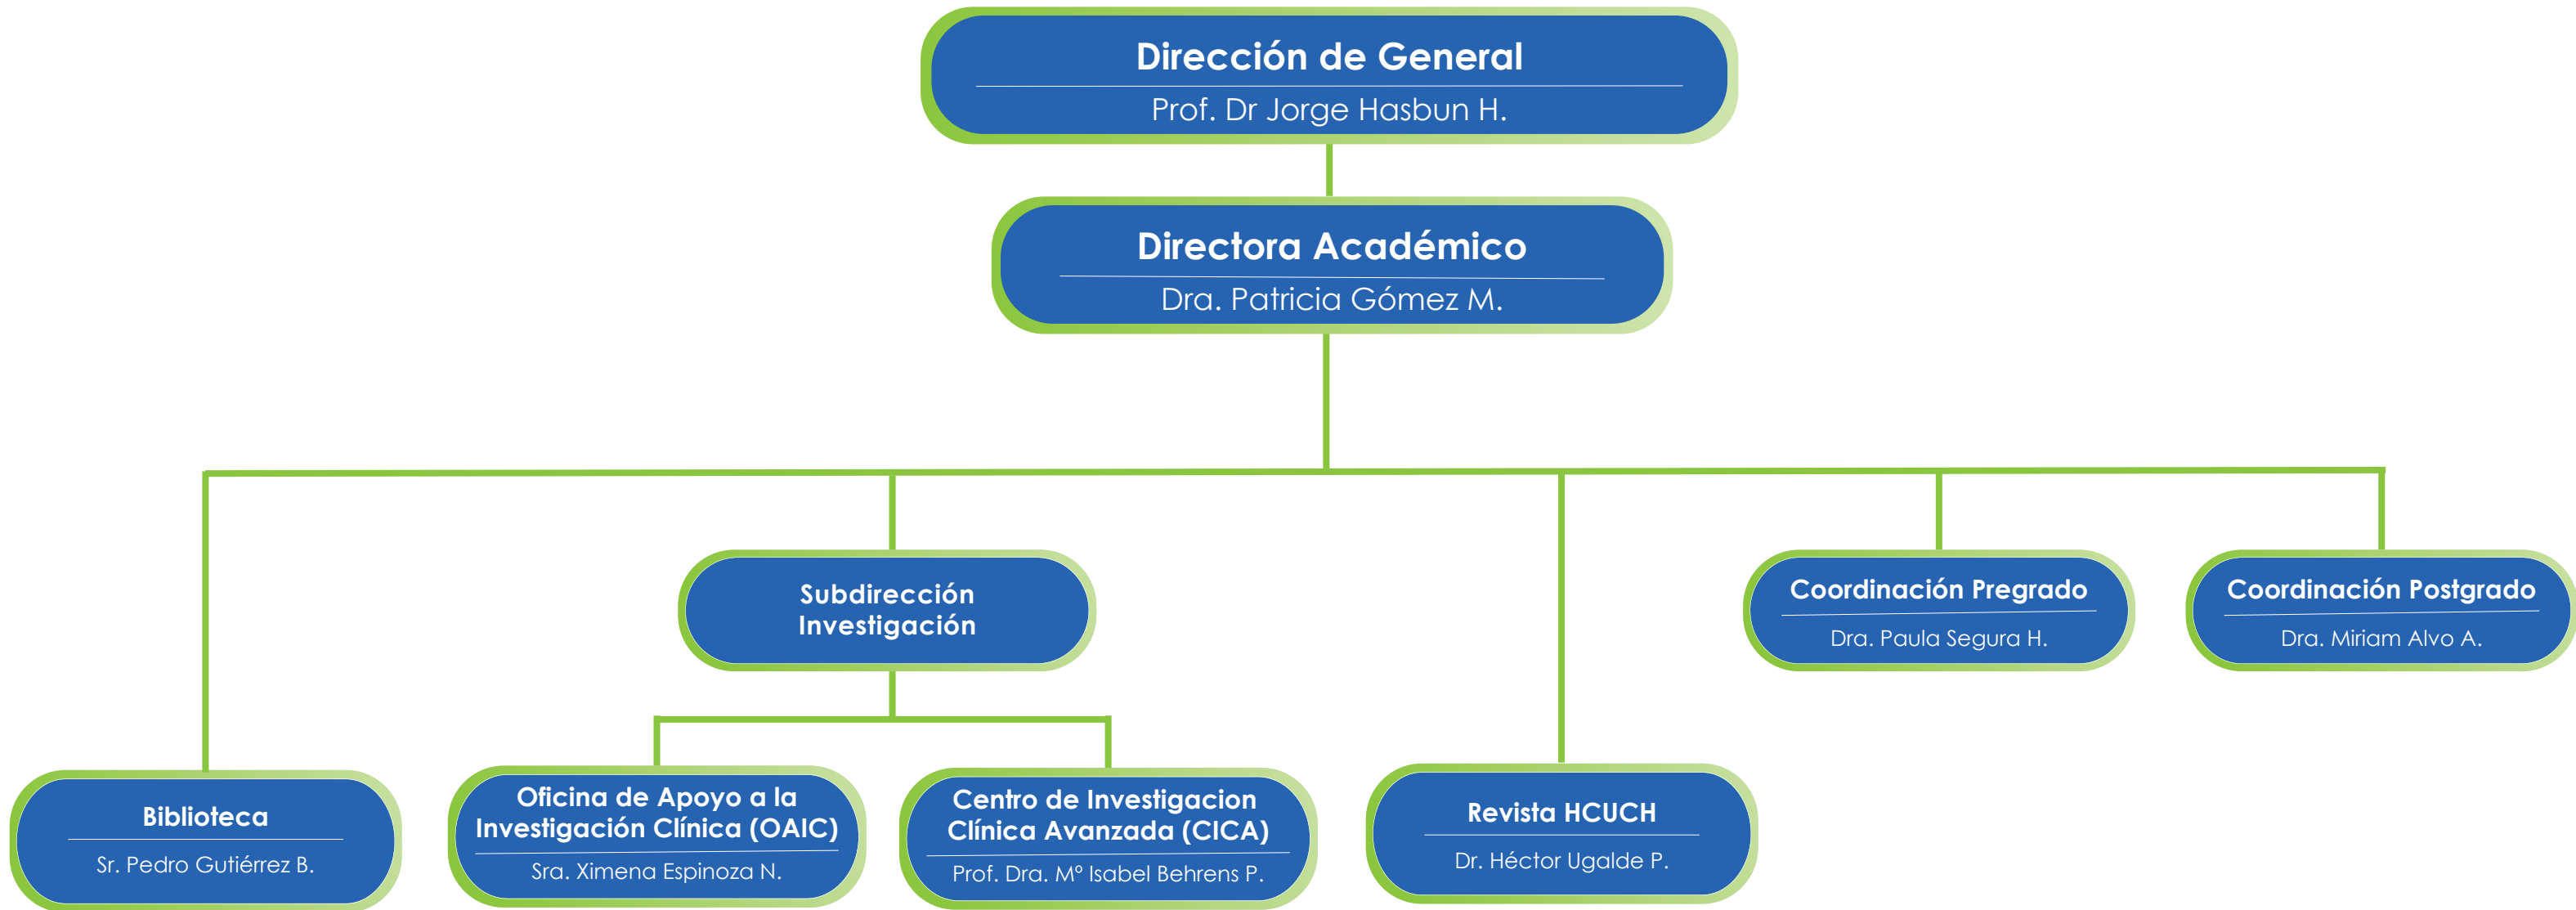 Dirección de General
Prof. Dr Jorge Hasbun H.
Directora Académico
Dra. Patricia Gómez M.
Subdirección
Investigación
Coordinación Pregrado
Dra. Paula Segura H.
Coordinación Postgrado
Dra. Miriam Alvo A.
Biblioteca
Sr. Pedro Gutiérrez B.
Oficina de Apoyo a la
Investigación Clínica (OAIC)
Sra. Ximena Espinoza N.
Centro de Investigacion
Clínica Avanzada (CICA)
Prof. Dra. Mº Isabel Behrens P.
Revista HCUCH
Dr. Héctor Ugalde P.